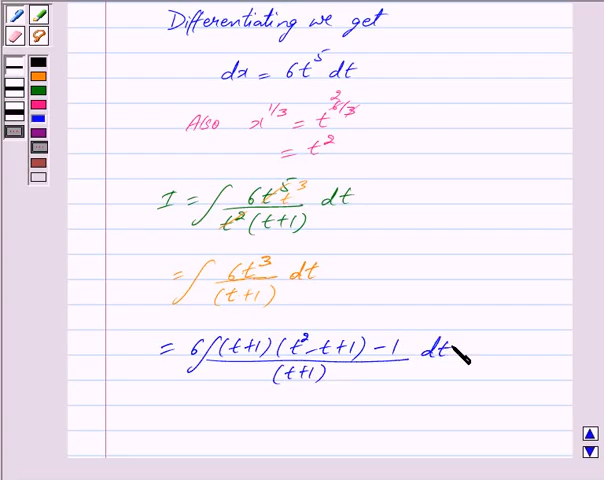 Differentiating we get
dx = 6t^5 dt
Also x^{1/3} = t^{6/3 2}
= t^2
I = ∫ 6t^5 t^3 / t^2 (t+1) dt
= ∫ 6t^3 / (t+1) dt
= 6∫ (t+1)(t^2 - t+1) - 1 / (t+1) dt